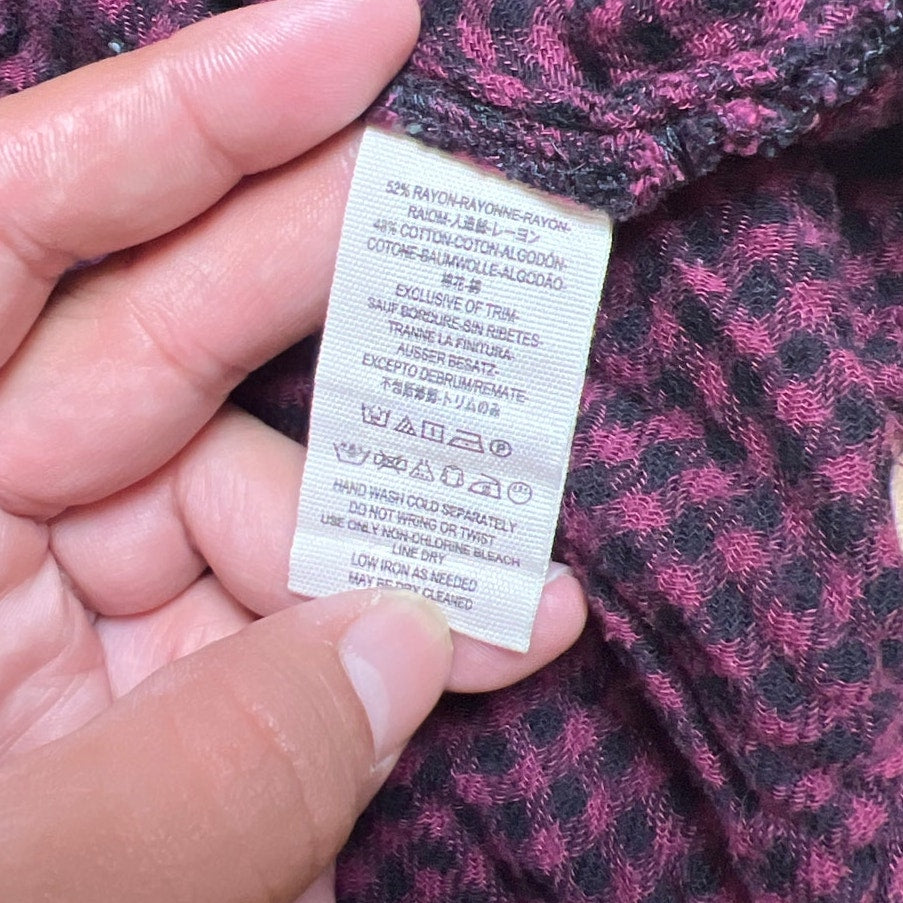 52% RAYON-RAYONNE-RAYON-
RAIOM-人造絲-レーヨン
48% COTTON-COTON-ALGODÓN-
COTONE-BAUMWOLLE-ALGODÃO-
棉花-綿
EXCLUSIVE OF TRIM-
SAUF BORDURE-SIN RIBETES-
TRANNE LA FINITURA-
AUSSER BESATZ-
EXCEPTO DEBRUM/REMATE-
不包括修飾-トリムのみ
HAND WASH COLD SEPARATELY
DO NOT WRING OR TWIST
USE ONLY NON-CHLORINE BLEACH
LINE DRY
LOW IRON AS NEEDED
MAY BE DRY CLEANED